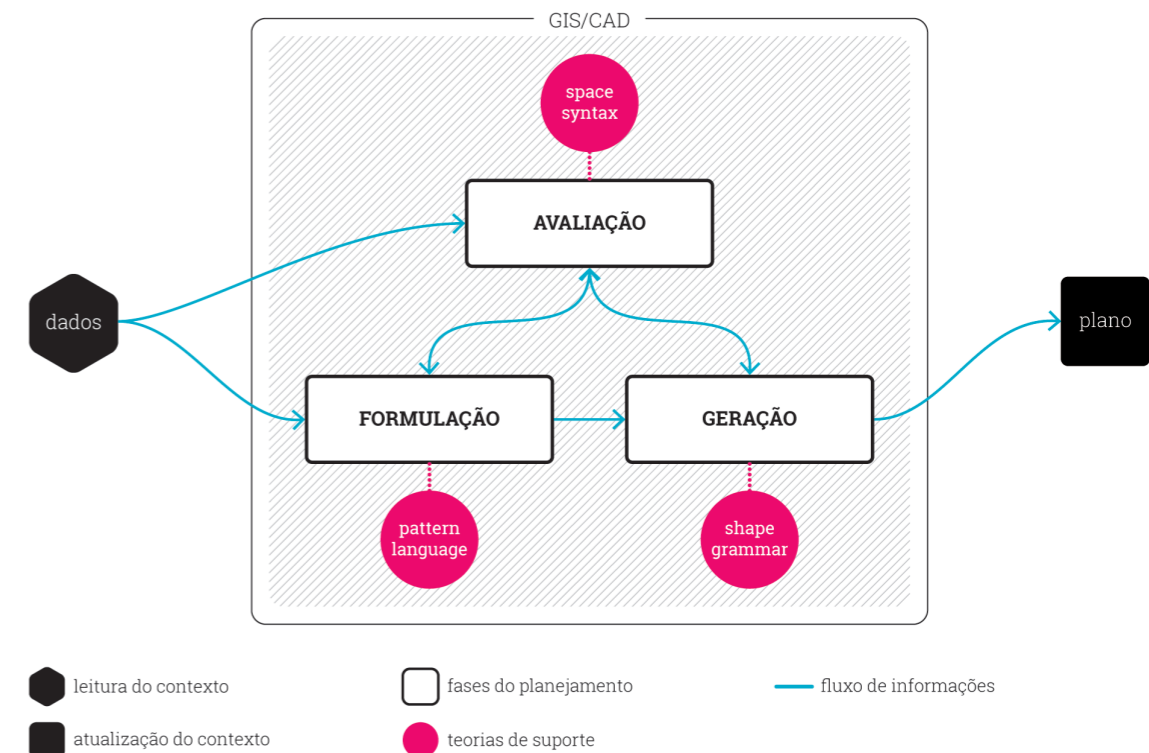 GIS/CAD
space
syntax
AVALIAÇÃO
dados
plano
FORMULAÇÃO
GERAÇÃO
pattern
language
shape
grammar
leitura do contexto
fases do planejamento
fluxo de informações
atualização do contexto
teorias de suporte